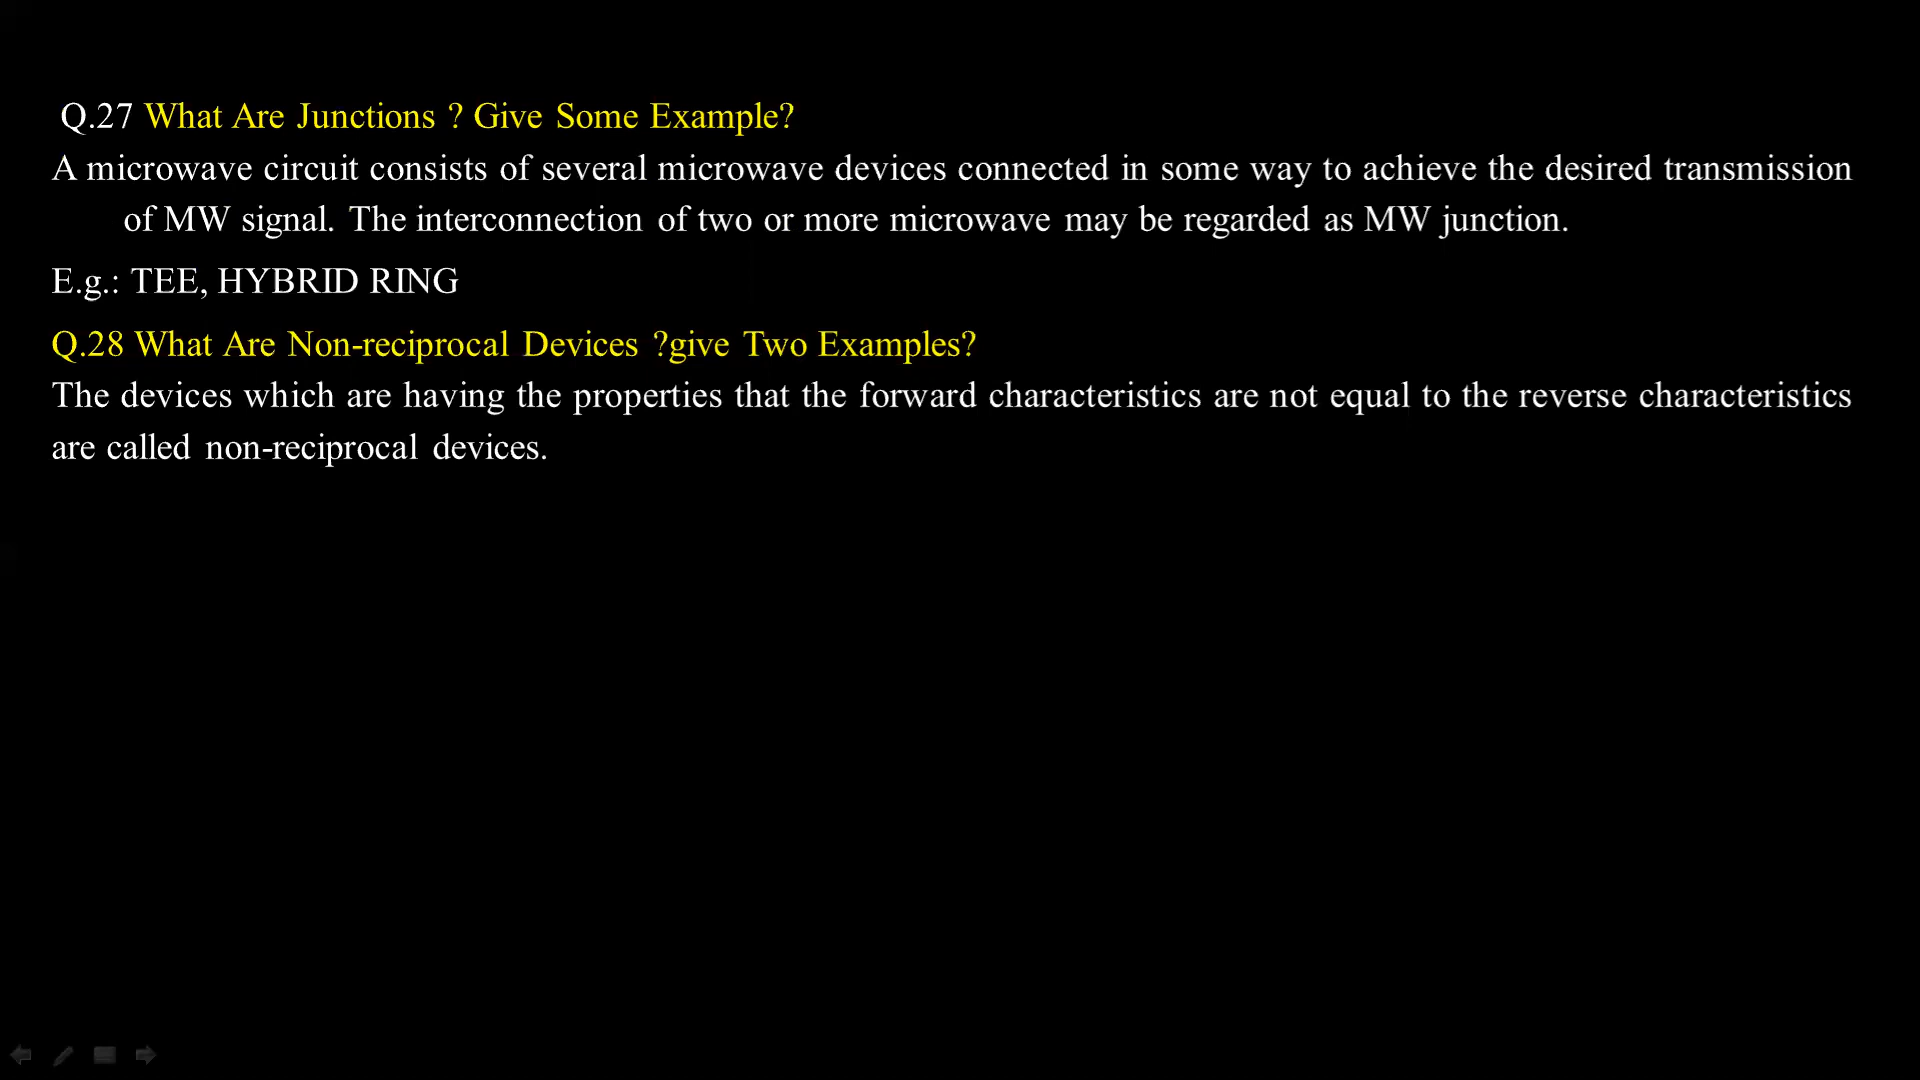 Q.27 What Are Junctions ? Give Some Example?
A microwave circuit consists of several microwave devices connected in some way to achieve the desired transmission
of MW signal. The interconnection of two or more microwave may be regarded as MW junction.
E.g.: TEE, HYBRID RING
Q.28 What Are Non-reciprocal Devices ?give Two Examples?
The devices which are having the properties that the forward characteristics are not equal to the reverse characteristics
are called non-reciprocal devices.